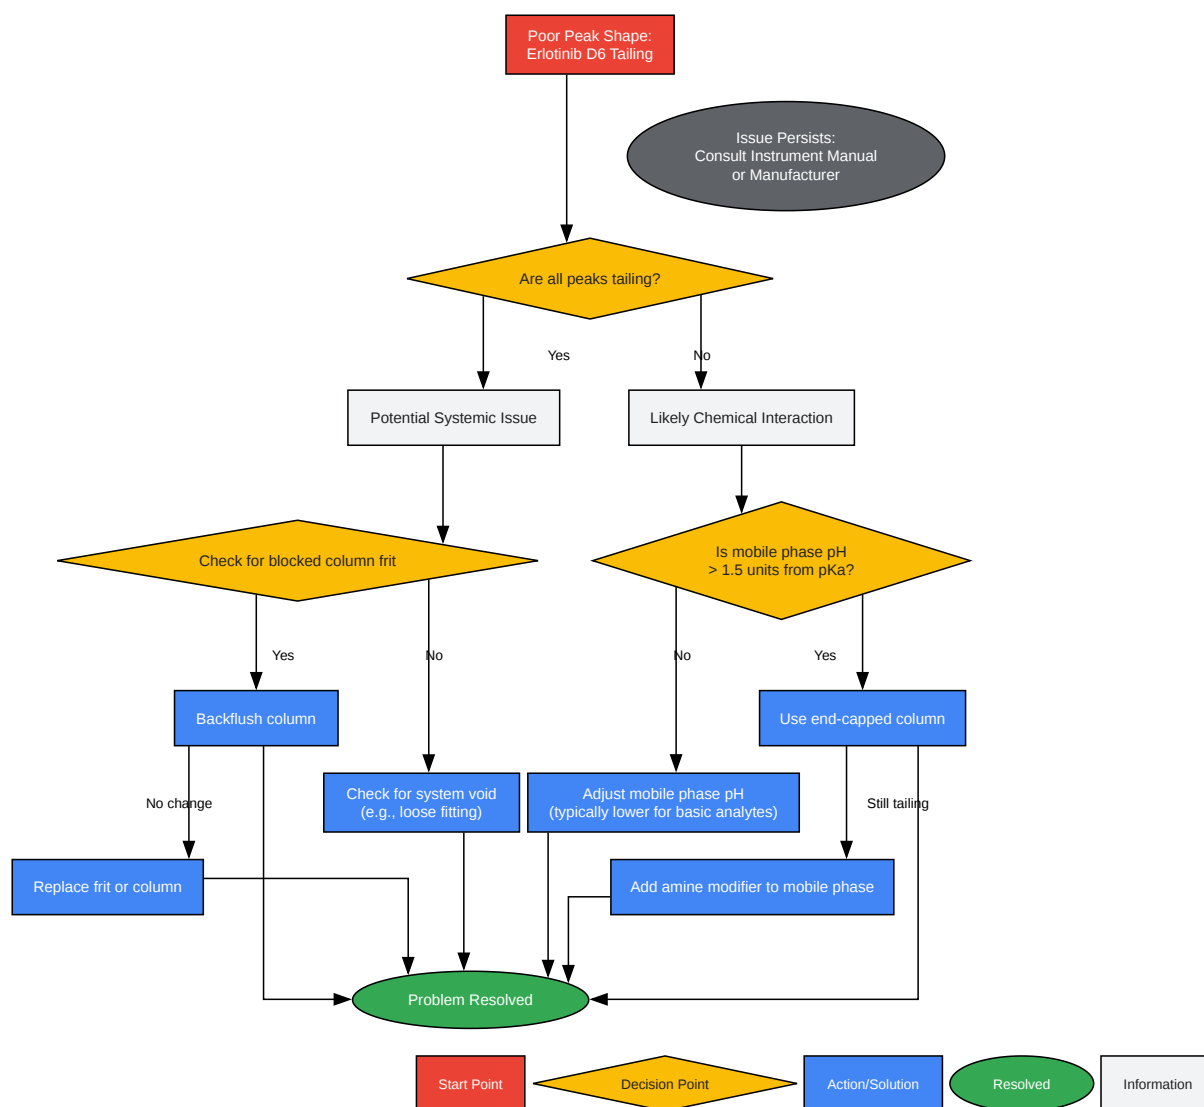 Poor Peak Shape:
Erlotinib D6 Tailing
Issue Persists:
Consult Instrument Manual
or Manufacturer
Are all peaks tailing?
Yes
No
Potential Systemic Issue
Likely Chemical Interaction
Check for blocked column frit
Is mobile phase pH
> 1.5 units from pKa?
Yes
No
No
Yes
Backflush column
Use end-capped column
Check for system void
(e.g., loose fitting)
Adjust mobile phase pH
(typically lower for basic analytes)
No change
Still tailing
Replace frit or column
Add amine modifier to mobile phase
Problem Resolved
Start Point
Decision Point
Action/Solution
Resolved
Information